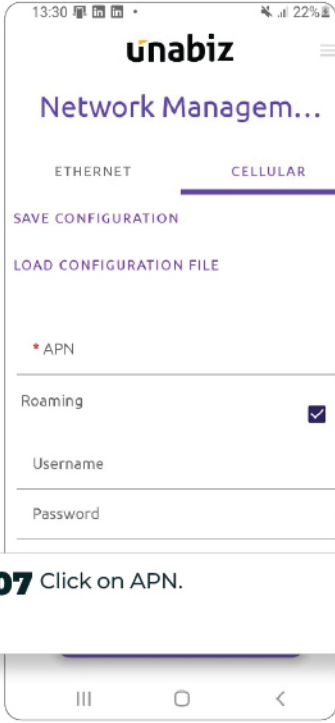 13:30
22%
unabiz
Network Managem...
ETHERNET CELLULAR
SAVE CONFIGURATION
LOAD CONFIGURATION FILE
* APN
Roaming
Username
Password
07 Click on APN.